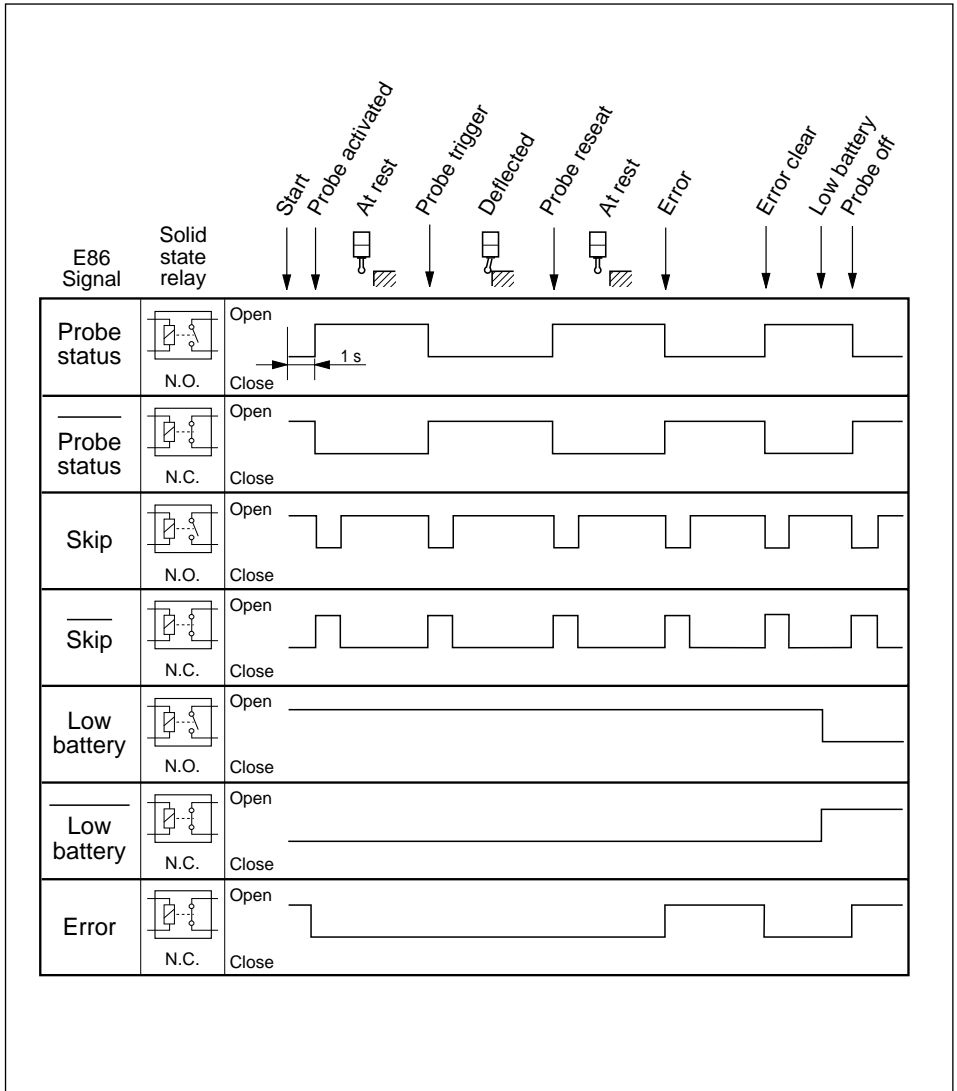 Start
Probe activated
At rest
Probe trigger
Deflected
Probe reseat
At rest
Error
Error clear
Low battery
Probe off
E86
Signal
Solid
state
relay
Probe
status
N.O.
Open
1 s
Close
Probe
status
N.C.
Open
Close
Skip
N.O.
Open
Close
Skip
N.C.
Open
Close
Low
battery
N.O.
Open
Close
Low
battery
N.C.
Open
Close
Error
N.C.
Open
Close